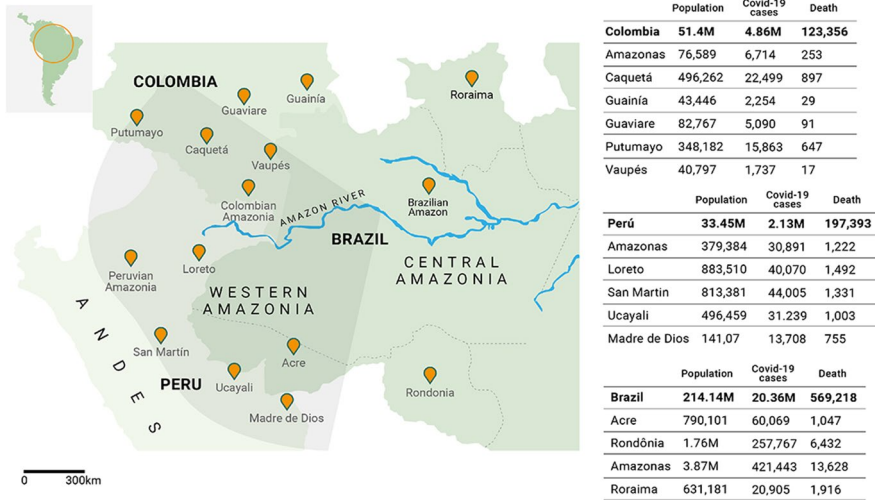 COLOMBIA
Guainía
Guaviare
Roraima
Putumayo
Caquetá
Vaupés
Colombian
Amazonia
AMAZON RIVER
Brazilian
Amazon
BRAZIL
Loreto
Peruvian
Amazonia
CENTRAL
AMAZONIA
WESTERN
AMAZONIA
ANDES
San Martín
Acre
PERU
Ucayali
Rondonia
Madre de Dios
0 300km
Population Covid-19 cases Death
Colombia 51.4M 4.86M 123,356
Amazonas 76,589 6,714 253
Caquetá 496,262 22,499 897
Guainía 43,446 2,254 29
Guaviare 82,767 5,090 91
Putumayo 348,182 15,863 647
Vaupés 40,797 1,737 17
Population Covid-19 cases Death
Perú 33.45M 2.13M 197,393
Amazonas 379,384 30,891 1,222
Loreto 883,510 40,070 1,492
San Martin 813,381 44,005 1,331
Ucayali 496,459 31.239 1,003
Madre de Dios 141,07 13,708 755
Population Covid-19 cases Death
Brazil 214.14M 20.36M 569,218
Acre 790,101 60,069 1,047
Rondônia 1.76M 257,767 6,432
Amazonas 3.87M 421,443 13,628
Roraima 631,181 20,905 1,916